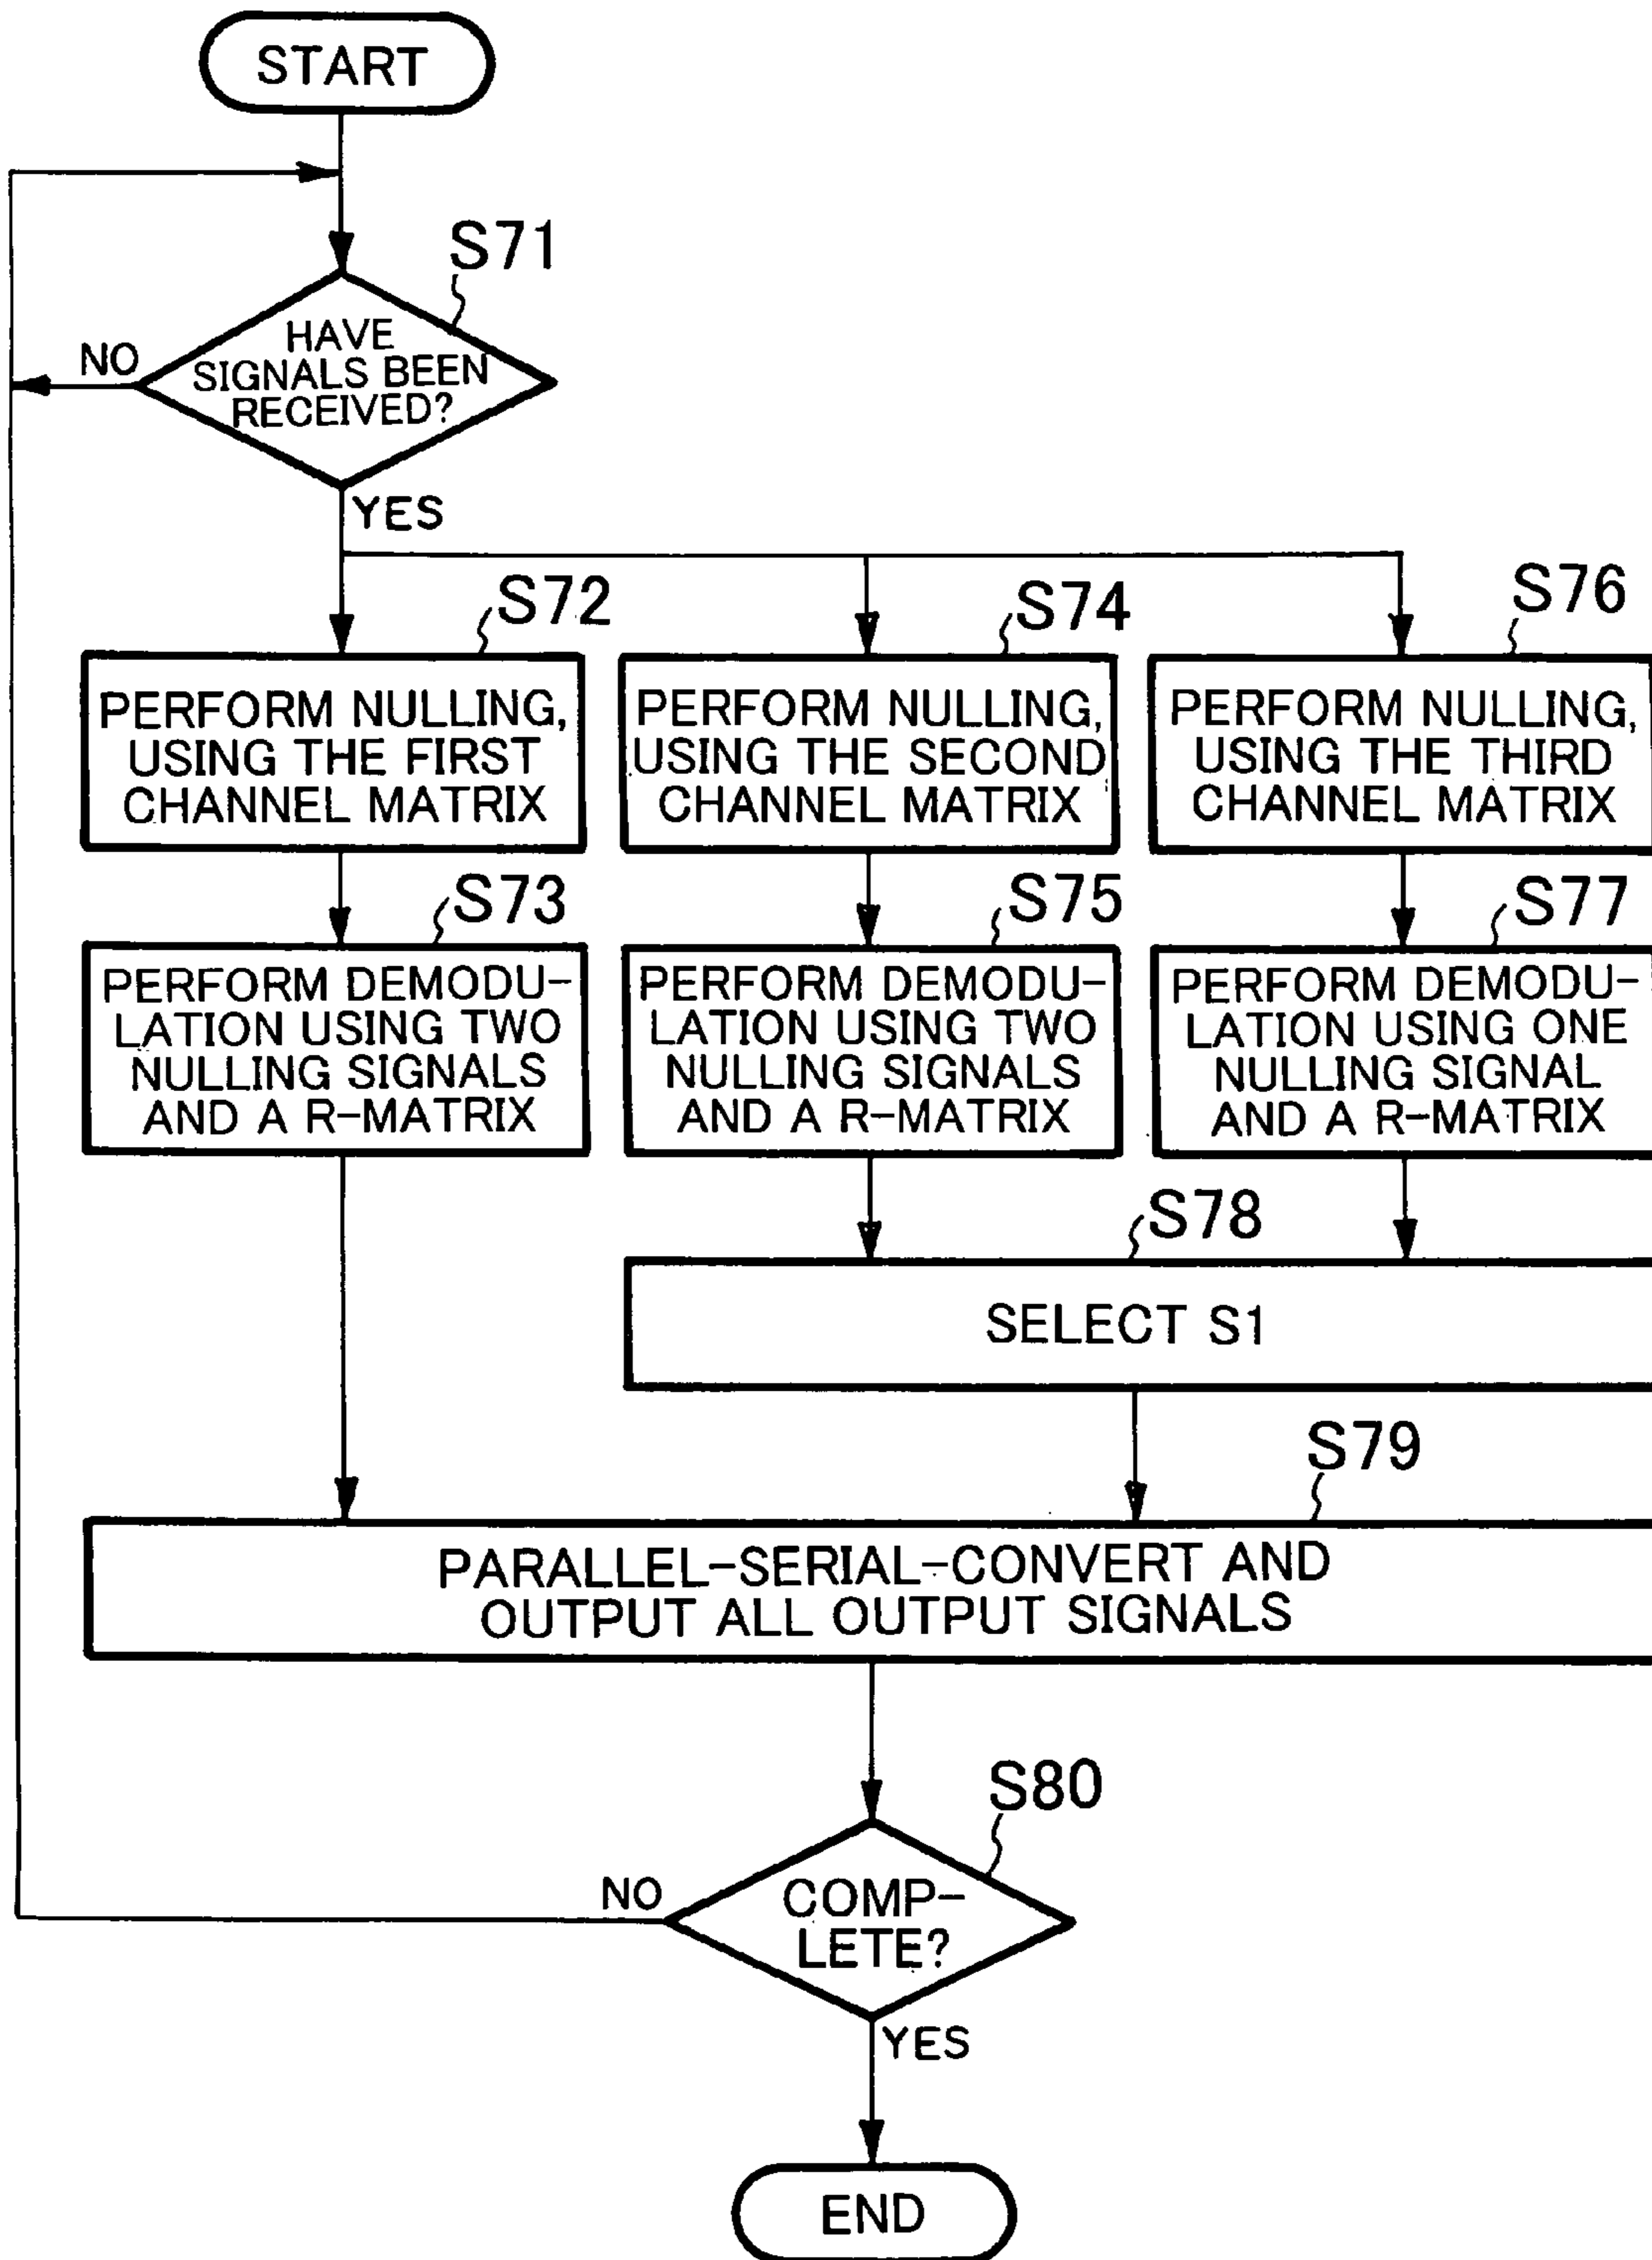 START
S71
HAVE
SIGNALS BEEN
RECEIVED?
NO
YES
S72
PERFORM NULLING,
USING THE FIRST
CHANNEL MATRIX
S74
PERFORM NULLING,
USING THE SECOND
CHANNEL MATRIX
S76
PERFORM NULLING,
USING THE THIRD
CHANNEL MATRIX
S73
PERFORM DEMODU-
LATION USING TWO
NULLING SIGNALS
AND A R-MATRIX
S75
PERFORM DEMODU-
LATION USING TWO
NULLING SIGNALS
AND A R-MATRIX
S77
PERFORM DEMODU-
LATION USING ONE
NULLING SIGNAL
AND A R-MATRIX
S78
SELECT S1
S79
PARALLEL-SERIAL-CONVERT AND
OUTPUT ALL OUTPUT SIGNALS
S80
COMP-
LETE?
NO
YES
END